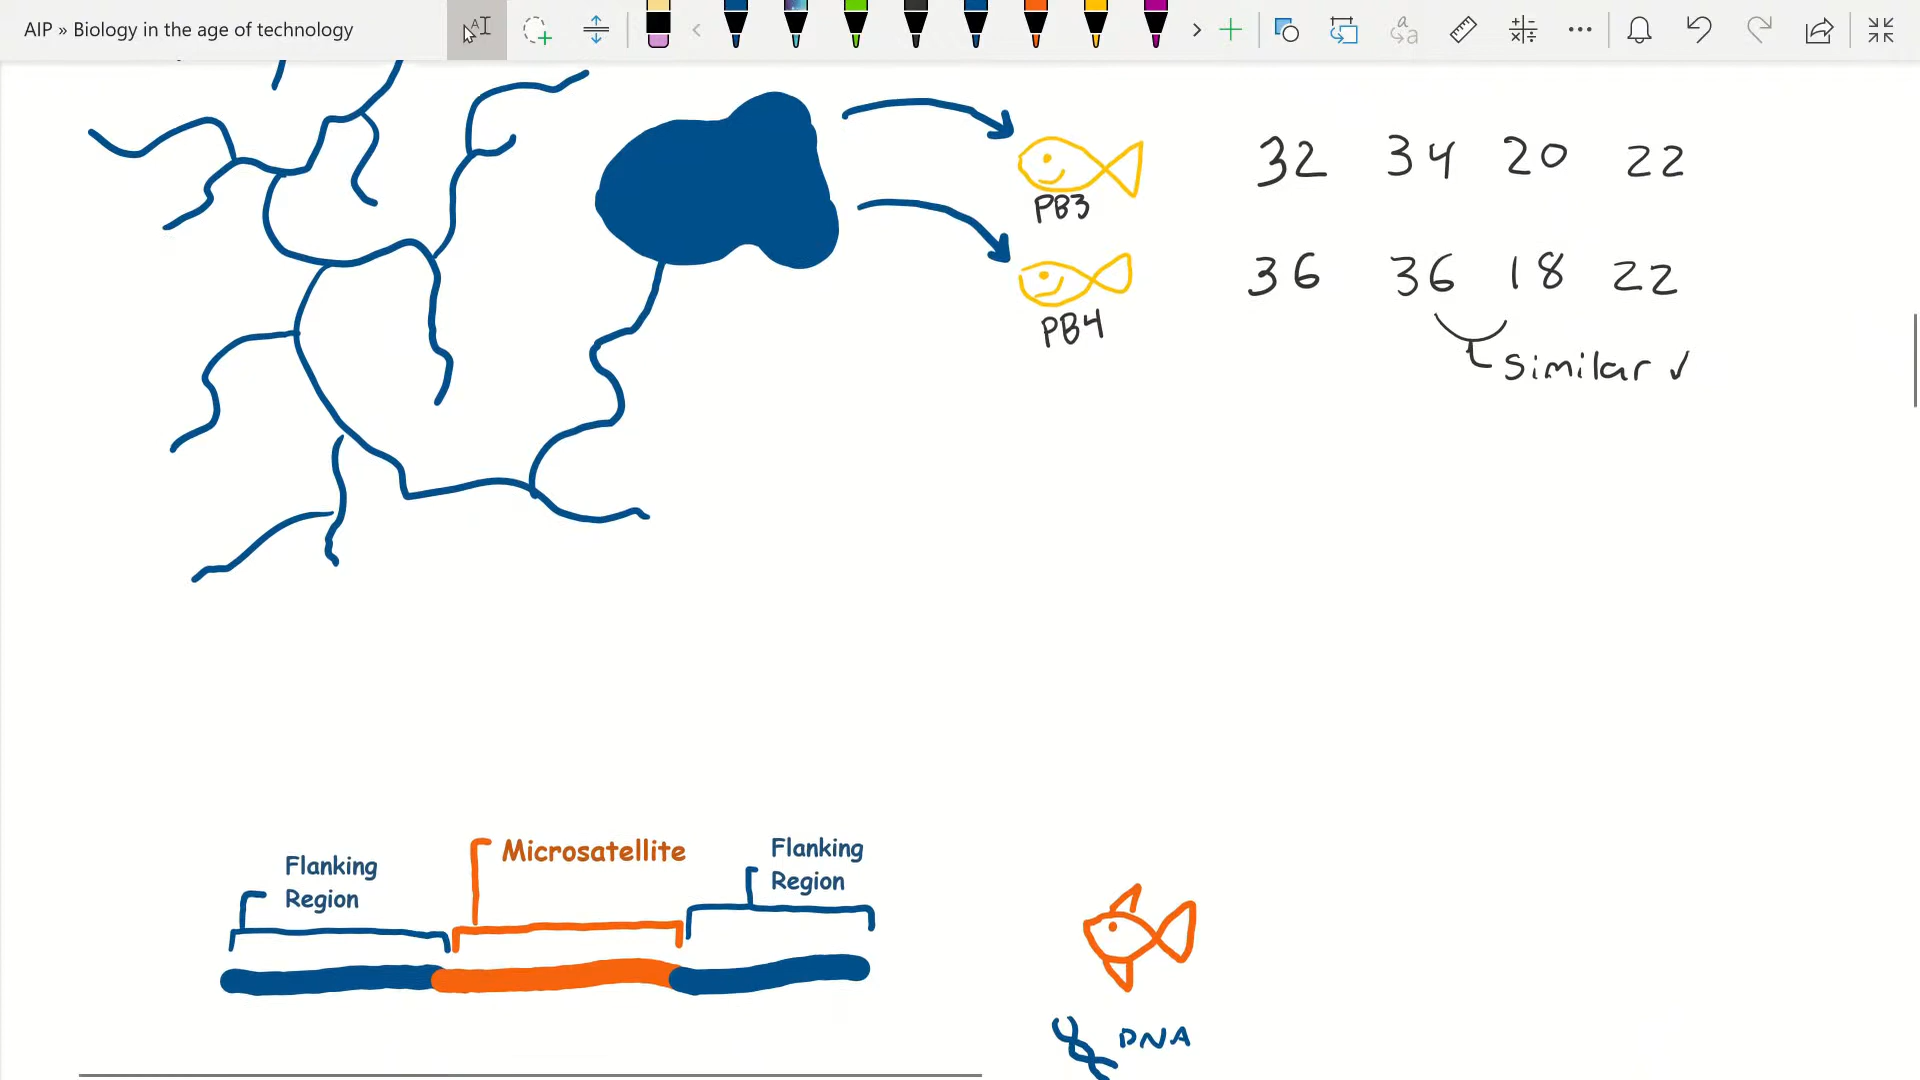 AIP » Biology in the age of technology
32 34 20 22
PB3
36 36 18 22
PB4
similar ✓
Flanking
Region
Microsatellite
Flanking
Region
DNA